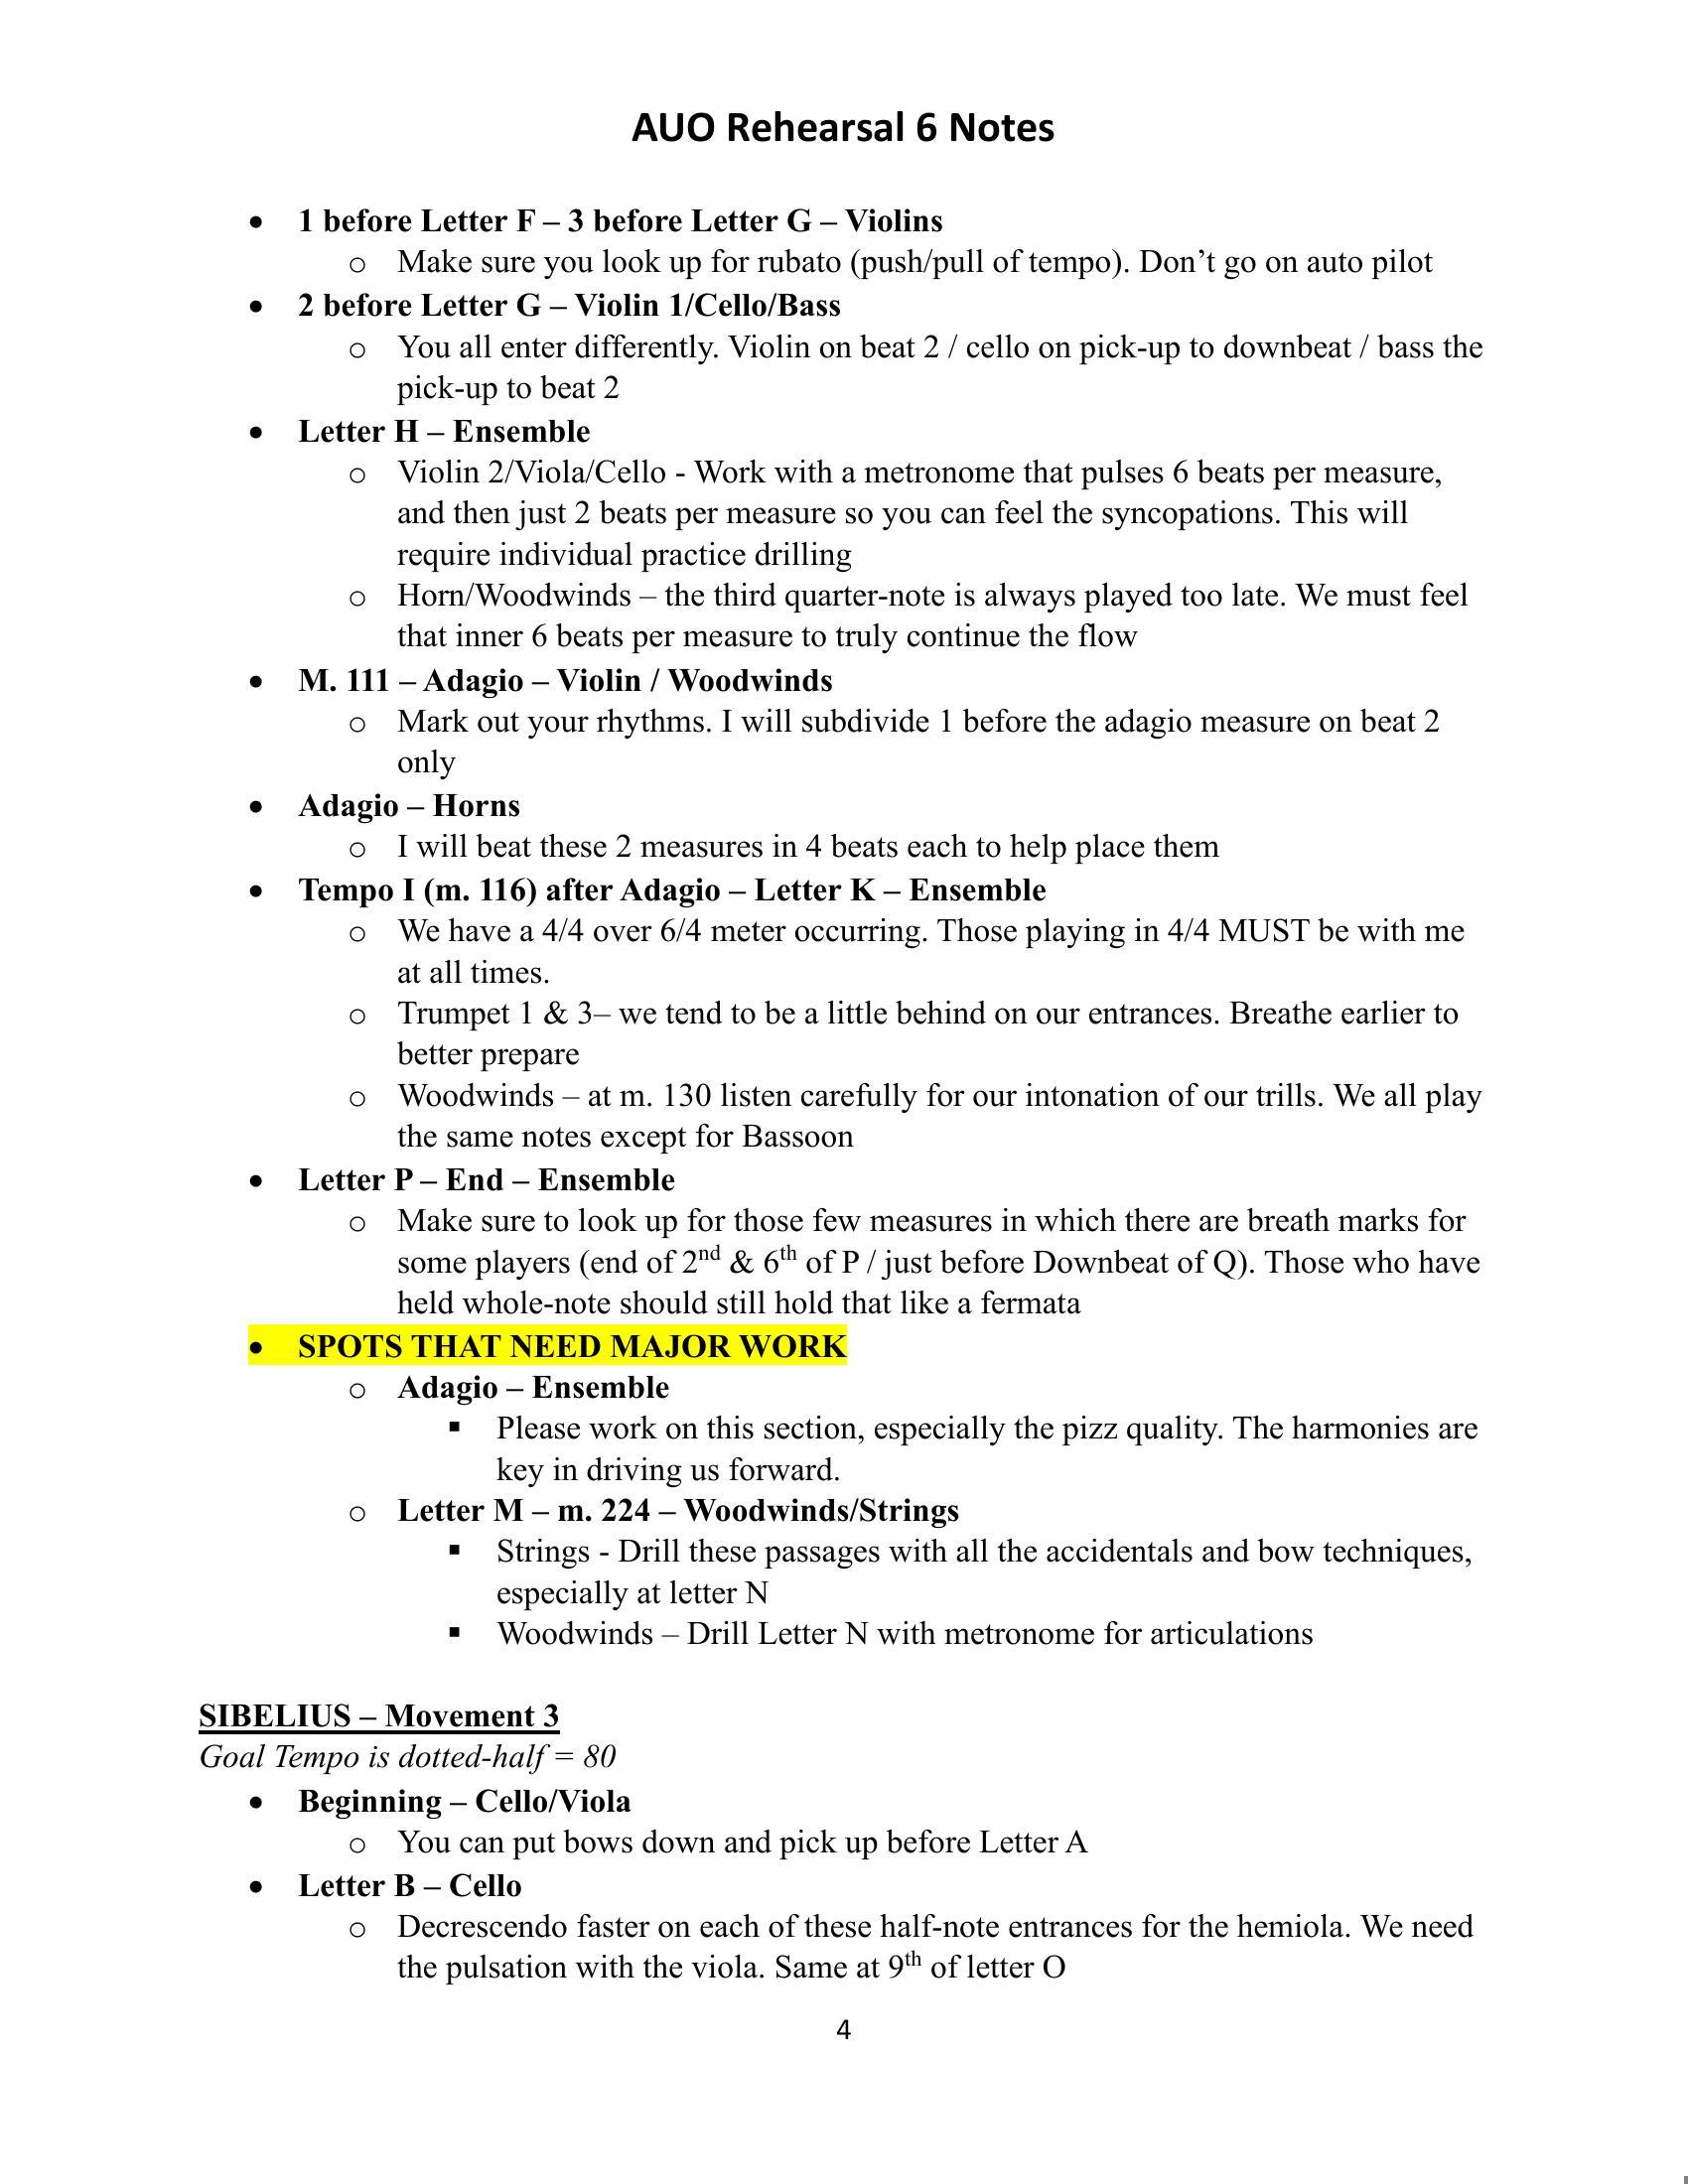 AUO Rehearsal 6 Notes
• 1 before Letter F – 3 before Letter G – Violins
o Make sure you look up for rubato (push/pull of tempo). Don’t go on auto pilot
• 2 before Letter G – Violin 1/Cello/Bass
o You all enter differently. Violin on beat 2 / cello on pick-up to downbeat / bass the
pick-up to beat 2
• Letter H – Ensemble
o Violin 2/Viola/Cello - Work with a metronome that pulses 6 beats per measure,
and then just 2 beats per measure so you can feel the syncopations. This will
require individual practice drilling
o Horn/Woodwinds – the third quarter-note is always played too late. We must feel
that inner 6 beats per measure to truly continue the flow
• M. 111 – Adagio – Violin / Woodwinds
o Mark out your rhythms. I will subdivide 1 before the adagio measure on beat 2
only
• Adagio – Horns
o I will beat these 2 measures in 4 beats each to help place them
• Tempo I (m. 116) after Adagio – Letter K – Ensemble
o We have a 4/4 over 6/4 meter occurring. Those playing in 4/4 MUST be with me
at all times.
o Trumpet 1 & 3– we tend to be a little behind on our entrances. Breathe earlier to
better prepare
o Woodwinds – at m. 130 listen carefully for our intonation of our trills. We all play
the same notes except for Bassoon
• Letter P – End – Ensemble
o Make sure to look up for those few measures in which there are breath marks for
some players (end of 2nd & 6th of P / just before Downbeat of Q). Those who have
held whole-note should still hold that like a fermata
• SPOTS THAT NEED MAJOR WORK
o Adagio – Ensemble
▪ Please work on this section, especially the pizz quality. The harmonies are
key in driving us forward.
o Letter M – m. 224 – Woodwinds/Strings
▪ Strings - Drill these passages with all the accidentals and bow techniques,
especially at letter N
▪ Woodwinds – Drill Letter N with metronome for articulations
SIBELIUS – Movement 3
Goal Tempo is dotted-half = 80
• Beginning – Cello/Viola
o You can put bows down and pick up before Letter A
• Letter B – Cello
o Decrescendo faster on each of these half-note entrances for the hemiola. We need
the pulsation with the viola. Same at 9th of letter O
4